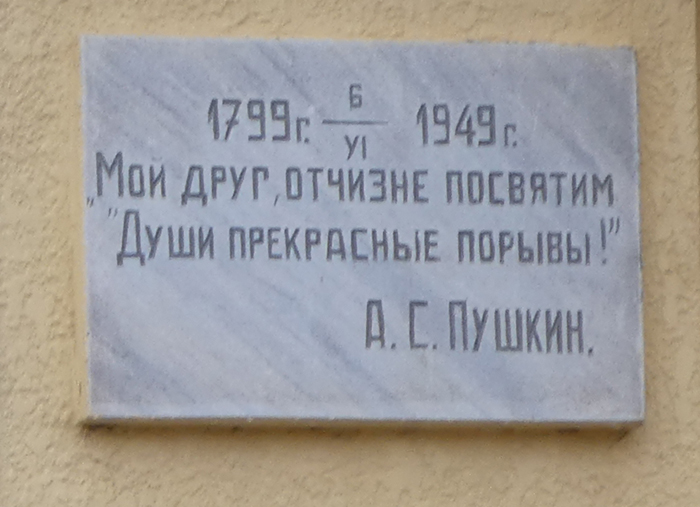 1799г. 6/VI 1949г.
„Мой друг, отчизне посвятим
"Души прекрасные порывы!"
А. С. Пушкин.